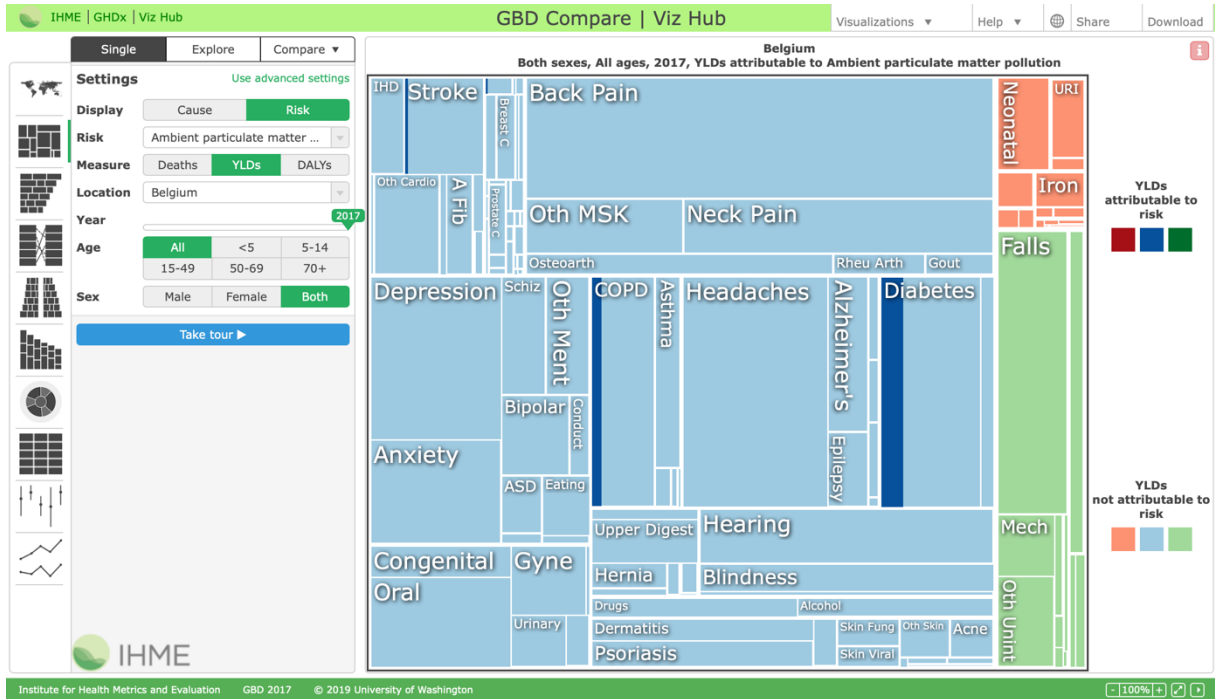 IHME | GHDx | Viz Hub
GBD Compare | Viz Hub
Visualizations ▼
Help ▼
Share
Download
Single
Explore
Compare ▼
Settings
Use advanced settings
Display
Cause
Risk
Risk
Ambient particulate matter ...
Measure
Deaths
YLDs
DALYs
Location
Belgium
Year
2017
Age
All
<5
5-14
15-49
50-69
70+
Sex
Male
Female
Both
Take tour ▶
IHME
Belgium
Both sexes, All ages, 2017, YLDs attributable to Ambient particulate matter pollution
i
IHD
Stroke
Breast C
Back Pain
Neonatal
URI
Oth Cardio
A Fib
Prostate C
Oth MSK
Neck Pain
Iron
Osteoarth
Rheu Arth
Gout
Falls
Depression
Schiz
Oth Ment
COPD
Asthma
Headaches
Alzheimer's
Diabetes
Bipolar
Conduct
Anxiety
Epilepsy
ASD
Eating
Upper Digest
Hearing
Mech
Congenital
Gyne
Hernia
Blindness
Oral
Oth Unint
Drugs
Alcohol
Urinary
Dermatitis
Skin Fung
Oth Skin
Acne
Psoriasis
Skin Viral
YLDs
attributable to
risk
YLDs
not attributable to
risk
Institute for Health Metrics and Evaluation
GBD 2017
© 2019 University of Washington
- 100% +